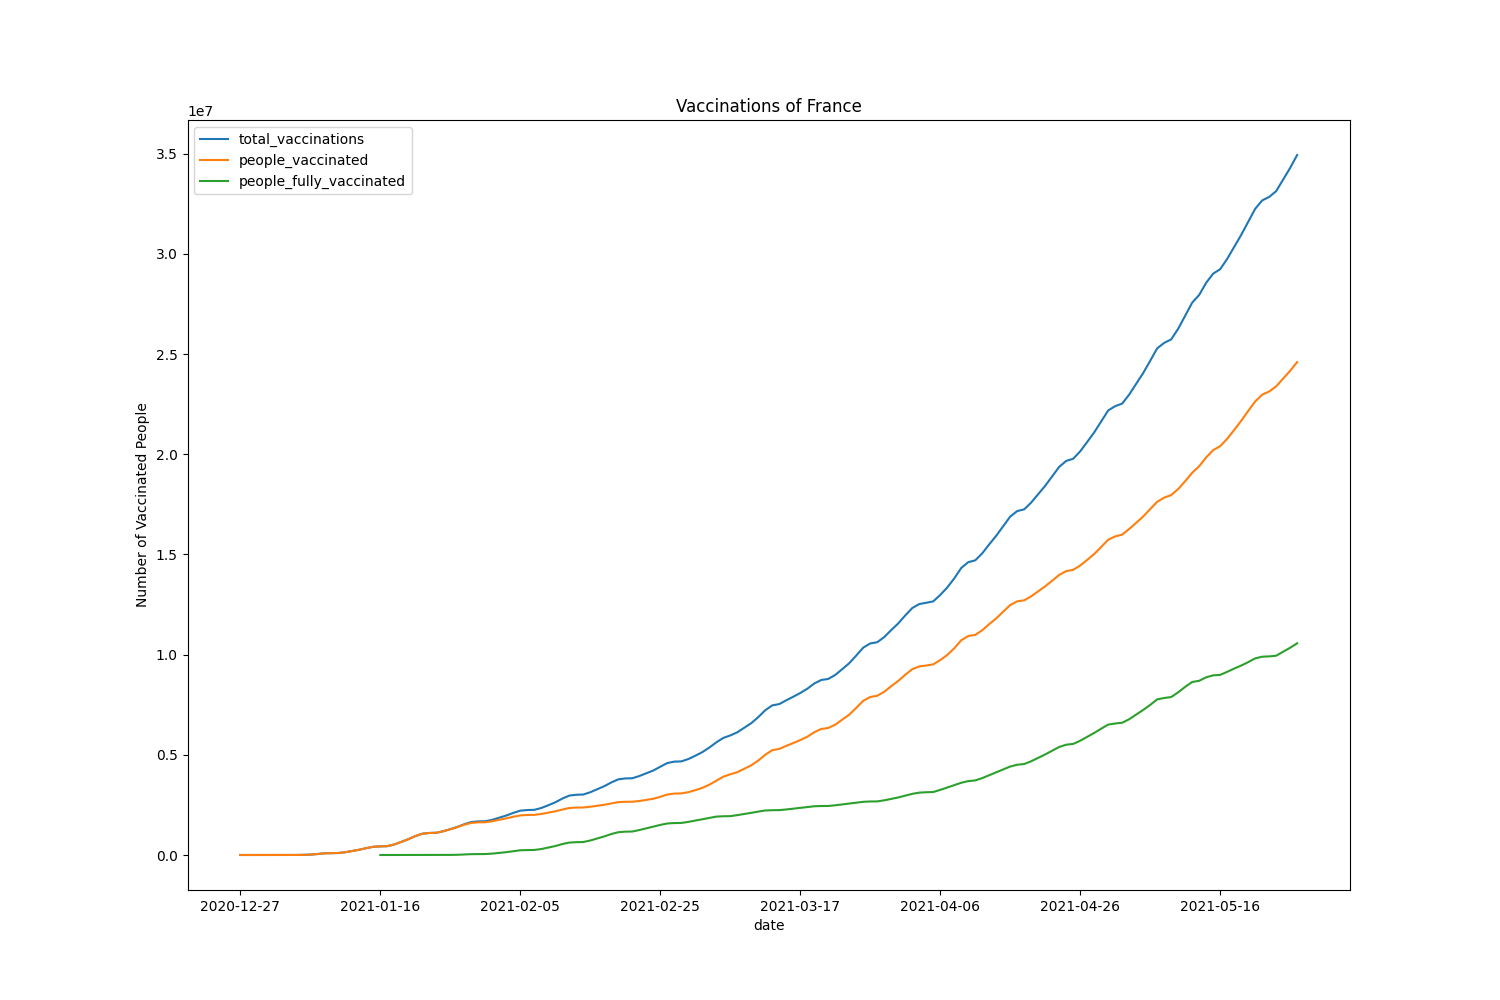 Vaccinations of France
1e7
total_vaccinations
people_vaccinated
people_fully_vaccinated
3.5
3.0
2.5
2.0
1.5
1.0
0.5
0.0
Number of Vaccinated People
2020-12-27 2021-01-16 2021-02-05 2021-02-25 2021-03-17 2021-04-06 2021-04-26 2021-05-16
date